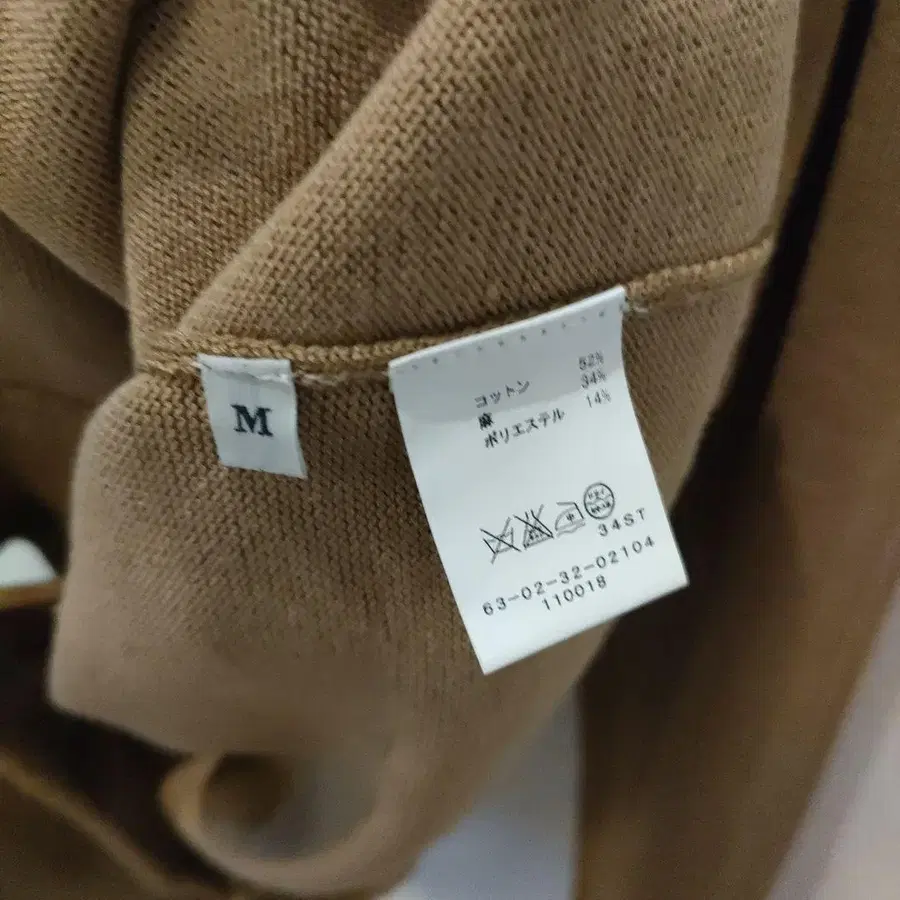 M
コットン 52%
麻 34%
ポリエステル 14%
34ST
63-02-32-02104
110018